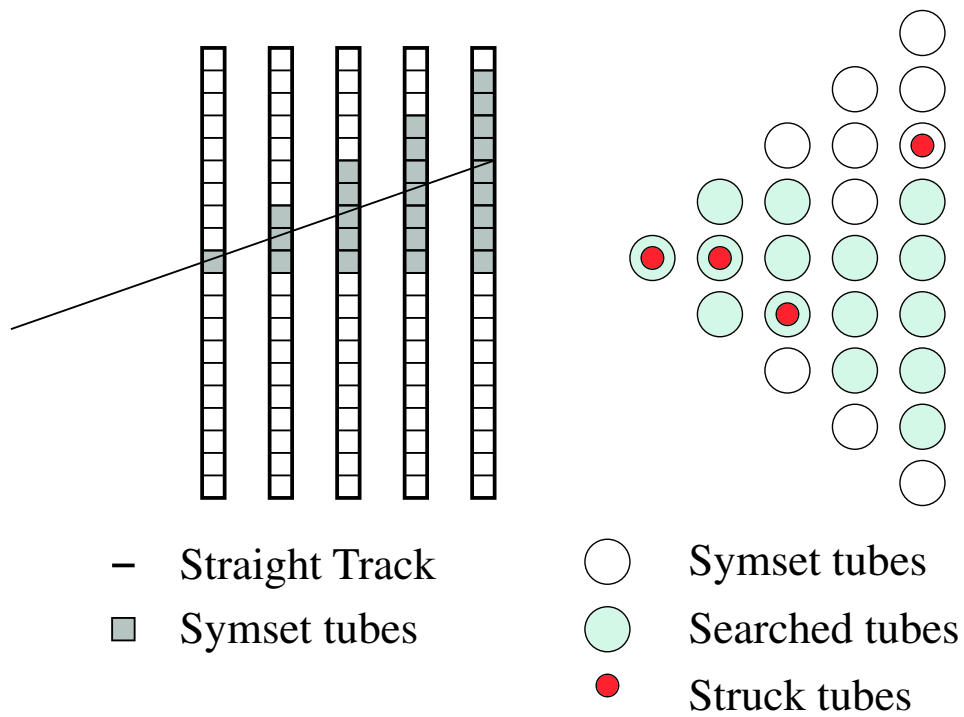 Straight Track
Symset tubes
Symset tubes
Searched tubes
Struck tubes